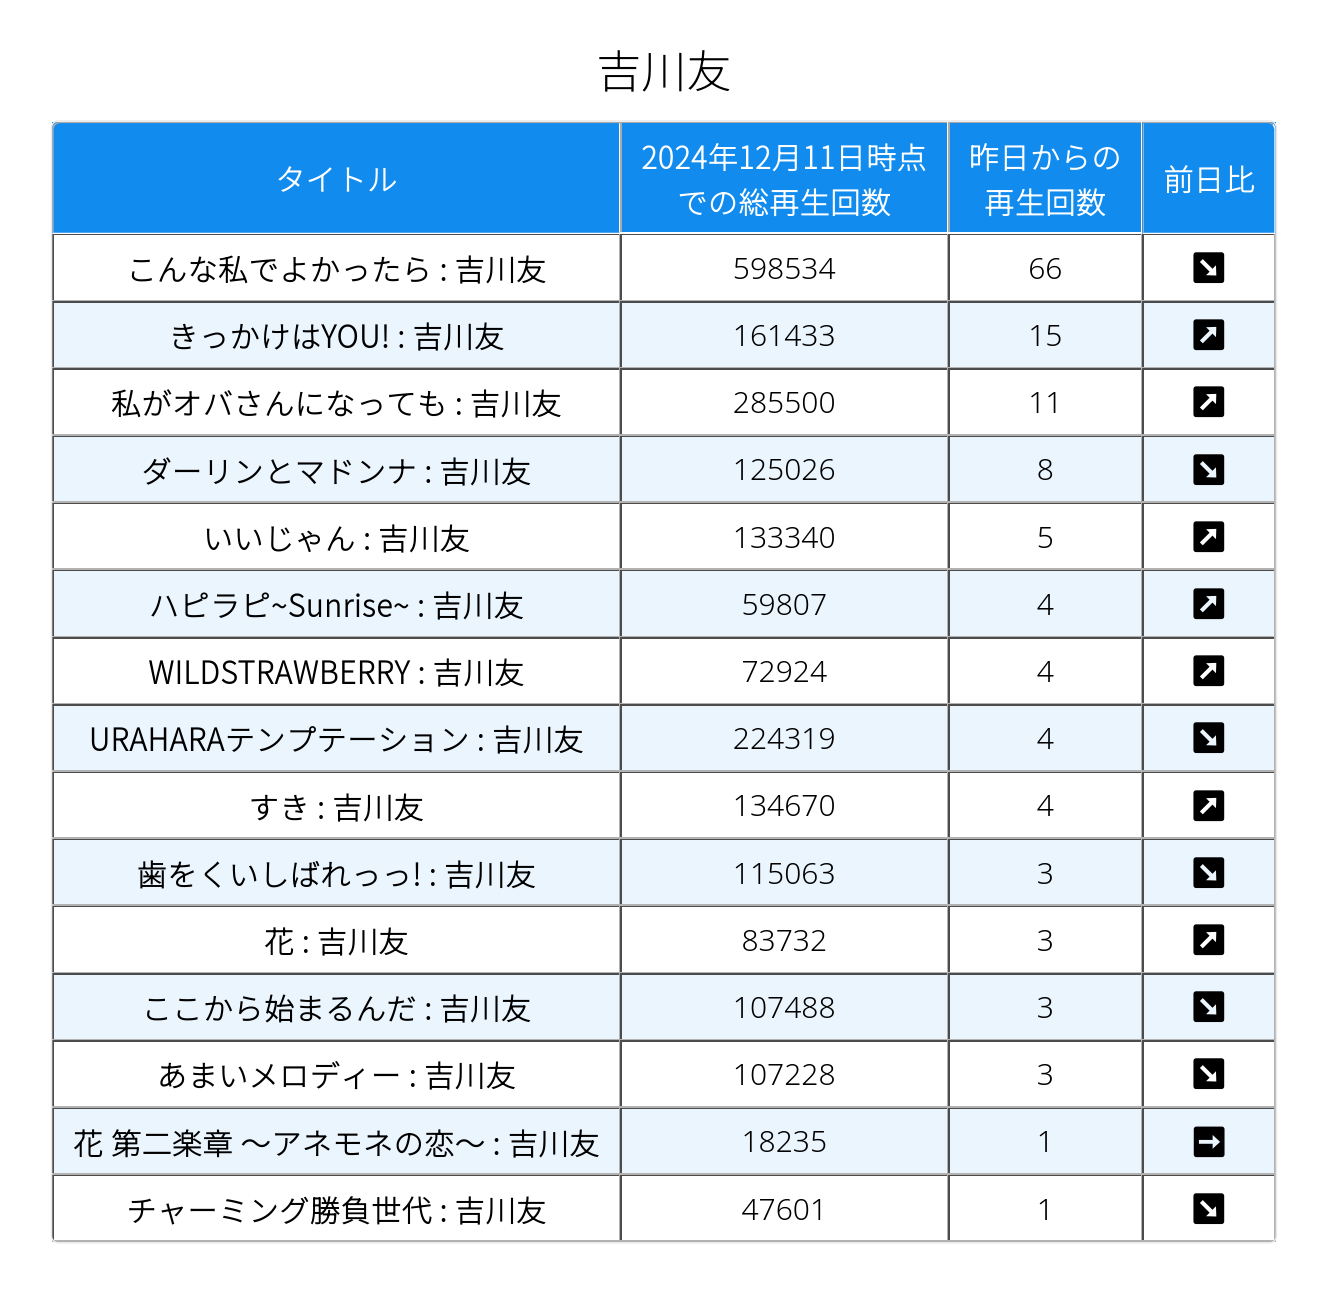 吉川友
タイトル 2024年12月11日時点での総再生回数 昨日からの再生回数 前日比
こんな私でよかったら : 吉川友 598534 66 ↘
きっかけはYOU! : 吉川友 161433 15 ↗
私がオバさんになっても : 吉川友 285500 11 ↗
ダーリンとマドンナ : 吉川友 125026 8 ↘
いいじゃん : 吉川友 133340 5 ↗
ハピラピ~Sunrise~ : 吉川友 59807 4 ↗
WILDSTRAWBERRY : 吉川友 72924 4 ↗
URAHARAテンプテーション : 吉川友 224319 4 ↘
すき : 吉川友 134670 4 ↗
歯をくいしばれっっ! : 吉川友 115063 3 ↘
花 : 吉川友 83732 3 ↗
ここから始まるんだ : 吉川友 107488 3 ↘
あまいメロディー : 吉川友 107228 3 ↘
花 第二楽章 〜アネモネの恋〜 : 吉川友 18235 1 →
チャーミング勝負世代 : 吉川友 47601 1 ↘